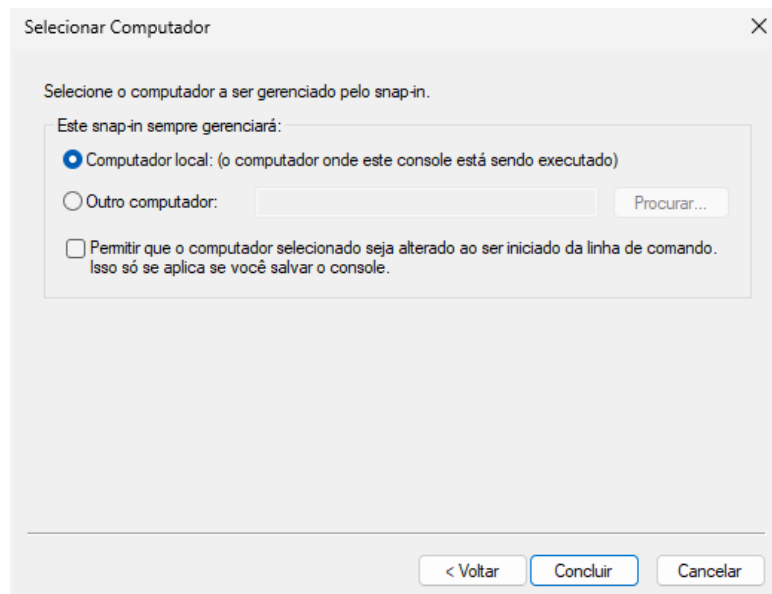 Selecionar Computador
Selecione o computador a ser gerenciado pelo snap-in.
Este snap-in sempre gerenciará:
Computador local: (o computador onde este console está sendo executado)
Outro computador:
Procurar...
Permitir que o computador selecionado seja alterado ao ser iniciado da linha de comando.
Isso só se aplica se você salvar o console.
< Voltar
Concluir
Cancelar